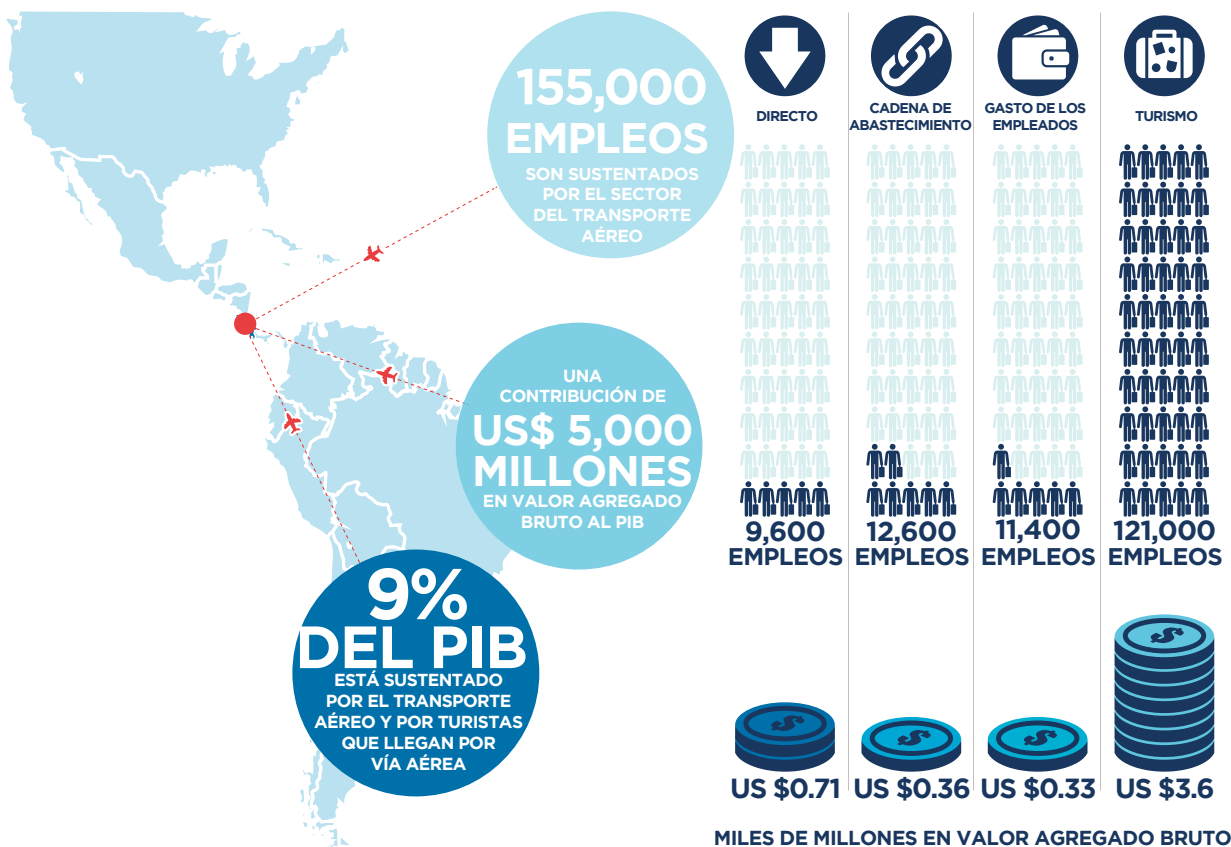 155,000
EMPLEOS
SON SUSTENTADOS
POR EL SECTOR
DEL TRANSPORTE
AÉREO
UNA
CONTRIBUCIÓN DE
US$ 5,000
MILLONES
EN VALOR AGREGADO
BRUTO AL PIB
9%
DEL PIB
ESTÁ SUSTENTADO
POR EL TRANSPORTE
AÉREO Y POR TURISTAS
QUE LLEGAN POR
VÍA AÉREA
DIRECTO
CADENA DE
ABASTECIMIENTO
GASTO DE LOS
EMPLEADOS
TURISMO
9,600
EMPLEOS
12,600
EMPLEOS
11,400
EMPLEOS
121,000
EMPLEOS
$
$
$
$
US $0.71
US $0.36
US $0.33
US $3.6
MILES DE MILLONES EN VALOR AGREGADO BRUTO